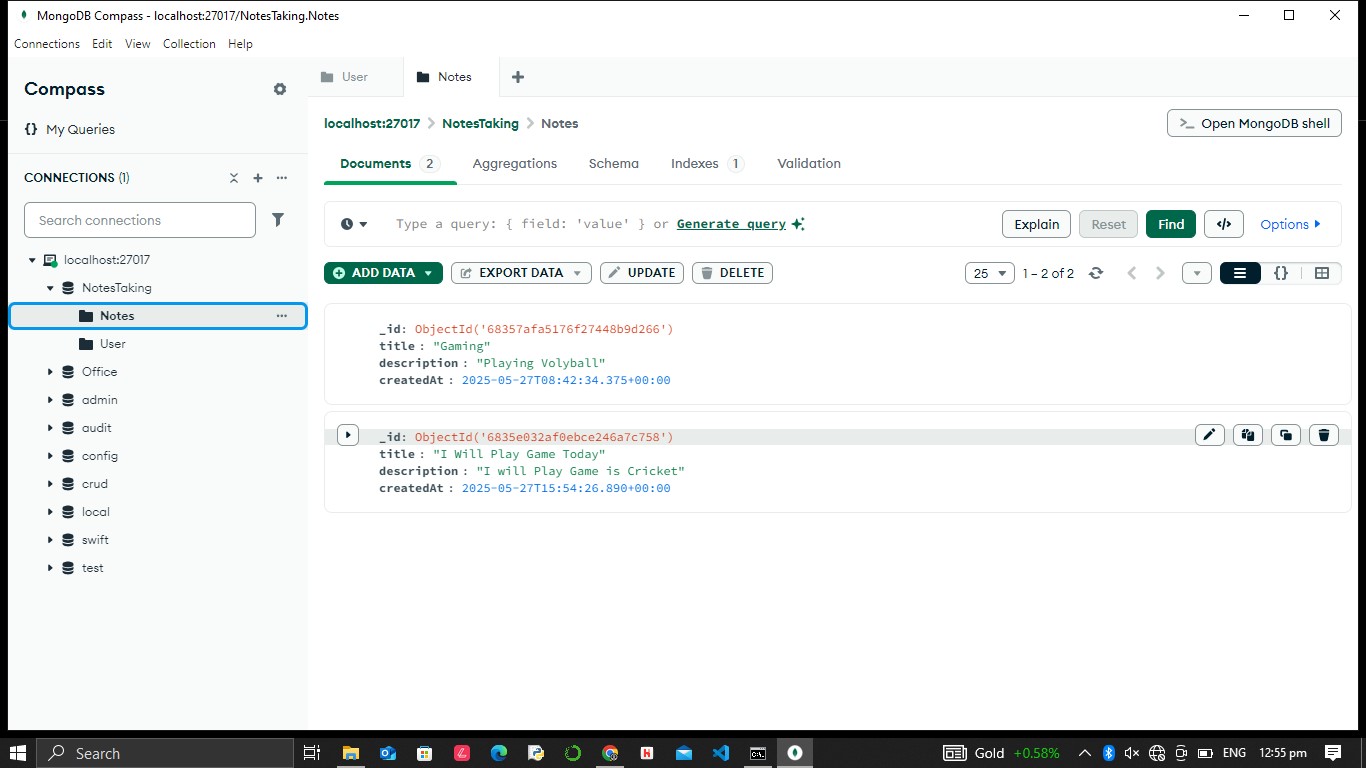 MongoDB Compass - localhost:27017/NotesTaking.Notes
Connections Edit View Collection Help
Compass
{} My Queries
CONNECTIONS (1)
Search connections
localhost:27017
NotesTaking
Notes
User
Office
admin
audit
config
crud
local
swift
test
User Notes
localhost:27017 > NotesTaking > Notes
>_ Open MongoDB shell
Documents 2 Aggregations Schema Indexes 1 Validation
Type a query: { field: 'value' } or Generate query
Explain Reset Find </> Options
ADD DATA EXPORT DATA UPDATE DELETE
25 1 – 2 of 2 {}
_id: ObjectId('68357afa5176f27448b9d266')
title : "Gaming"
description : "Playing Volyball"
createdAt : 2025-05-27T08:42:34.375+00:00
_id: ObjectId('6835e032af0ebce246a7c758')
title : "I Will Play Game Today"
description : "I will Play Game is Cricket"
createdAt : 2025-05-27T15:54:26.890+00:00
Search
Gold +0.58% ENG 12:55 pm